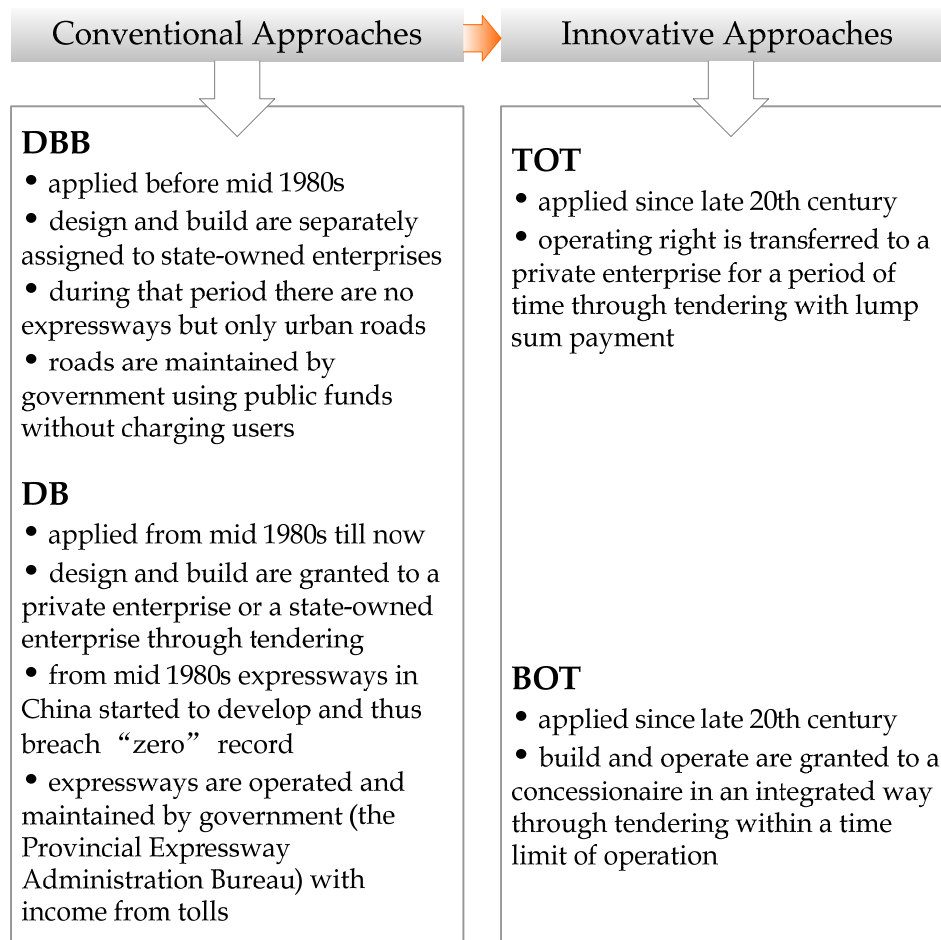 Conventional Approaches
Innovative Approaches
DBB
• applied before mid 1980s
• design and build are separately
assigned to state-owned enterprises
• during that period there are no
expressways but only urban roads
• roads are maintained by
government using public funds
without charging users
DB
• applied from mid 1980s till now
• design and build are granted to a
private enterprise or a state-owned
enterprise through tendering
• from mid 1980s expressways in
China started to develop and thus
breach “zero” record
• expressways are operated and
maintained by government (the
Provincial Expressway
Administration Bureau) with
income from tolls
TOT
• applied since late 20th century
• operating right is transferred to a
private enterprise for a period of
time through tendering with lump
sum payment
BOT
• applied since late 20th century
• build and operate are granted to a
concessionaire in an integrated way
through tendering within a time
limit of operation